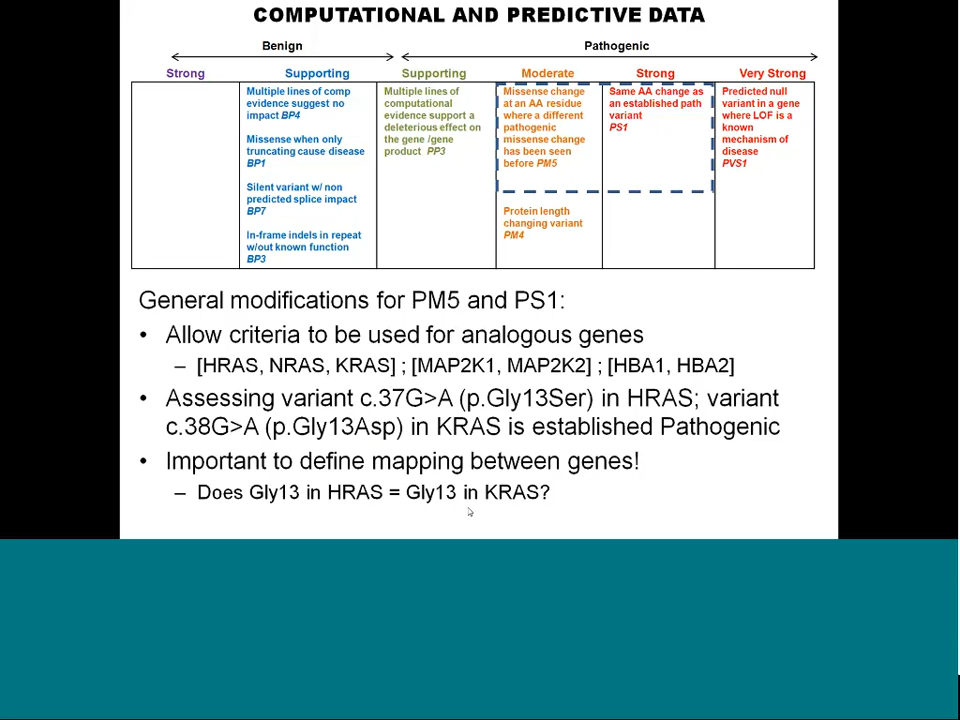 COMPUTATIONAL AND PREDICTIVE DATA
Benign
Pathogenic
Strong
Supporting
Supporting
Moderate
Strong
Very Strong
Multiple lines of comp
evidence suggest no
impact BP4
Missense when only
truncating cause disease
BP1
Silent variant w/ non
predicted splice impact
BP7
In-frame indels in repeat
w/out known function
BP3
Multiple lines of
computational
evidence support a
deleterious effect on
the gene /gene
product PP3
Missense change
at an AA residue
where a different
pathogenic
missense change
has been seen
before PM5
Protein length
changing variant
PM4
Same AA change as
an established path
variant
PS1
Predicted null
variant in a gene
where LOF is a
known
mechanism of
disease
PVS1
General modifications for PM5 and PS1:
• Allow criteria to be used for analogous genes
– [HRAS, NRAS, KRAS] ; [MAP2K1, MAP2K2] ; [HBA1, HBA2]
• Assessing variant c.37G>A (p.Gly13Ser) in HRAS; variant
c.38G>A (p.Gly13Asp) in KRAS is established Pathogenic
• Important to define mapping between genes!
– Does Gly13 in HRAS = Gly13 in KRAS?